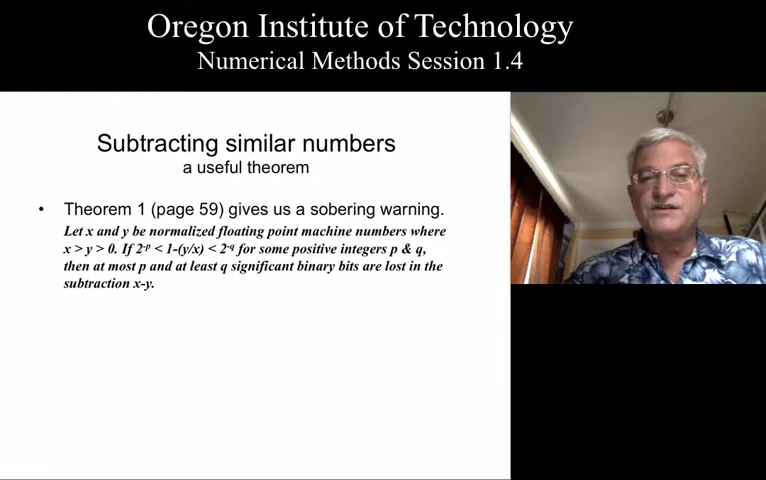 Oregon Institute of Technology
Numerical Methods Session 1.4
Subtracting similar numbers
a useful theorem
• Theorem 1 (page 59) gives us a sobering warning.
Let x and y be normalized floating point machine numbers where
x > y > 0. If 2⁻ᵖ < 1-(y/x) < 2⁻q for some positive integers p & q,
then at most p and at least q significant binary bits are lost in the
subtraction x-y.